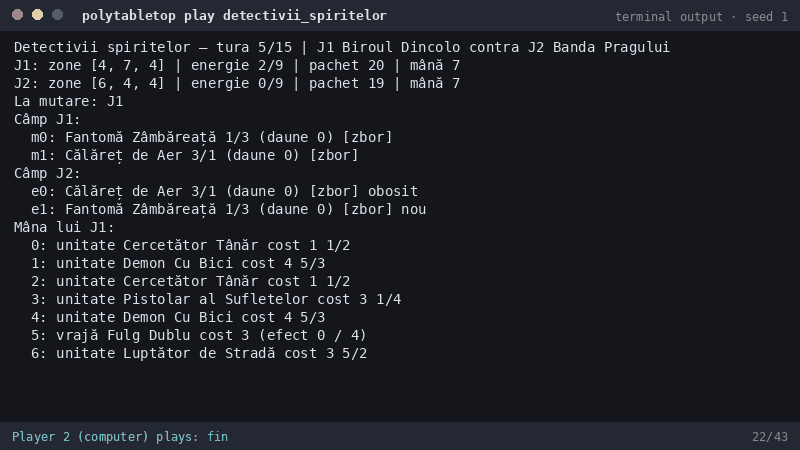 polytabletop play detectivii_spiritelor
terminal output · seed 1
Detectivii spiritelor — tura 5/15 | J1 Biroul Dincolo contra J2 Banda Pragului
J1: zone [4, 7, 4] | energie 2/9 | pachet 20 | mână 7
J2: zone [6, 4, 4] | energie 0/9 | pachet 19 | mână 7
La mutare: J1
Câmp J1:
m0: Fantomă Zâmbăreață 1/3 (daune 0) [zbor]
m1: Călăreț de Aer 3/1 (daune 0) [zbor]
Câmp J2:
e0: Călăreț de Aer 3/1 (daune 0) [zbor] obosit
e1: Fantomă Zâmbăreață 1/3 (daune 0) [zbor] nou
Mâna lui J1:
0: unitate Cercetător Tânăr cost 1 1/2
1: unitate Demon Cu Bici cost 4 5/3
2: unitate Cercetător Tânăr cost 1 1/2
3: unitate Pistolar al Sufletelor cost 3 1/4
4: unitate Demon Cu Bici cost 4 5/3
5: vrajă Fulg Dublu cost 3 (efect 0 / 4)
6: unitate Luptător de Stradă cost 3 5/2
Player 2 (computer) plays: fin
22/43